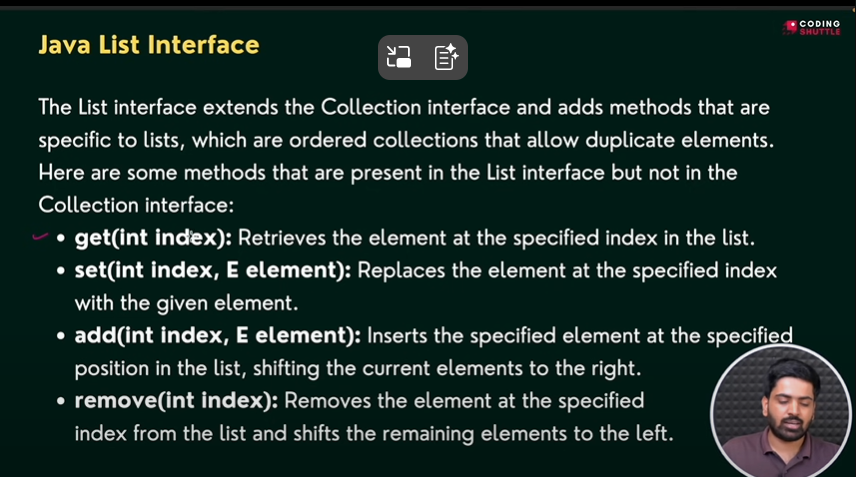 CODING
SHUTTLE
Java List Interface
The List interface extends the Collection interface and adds methods that are
specific to lists, which are ordered collections that allow duplicate elements.
Here are some methods that are present in the List interface but not in the
Collection interface:
• get(int index): Retrieves the element at the specified index in the list.
• set(int index, E element): Replaces the element at the specified index
with the given element.
• add(int index, E element): Inserts the specified element at the specified
position in the list, shifting the current elements to the right.
• remove(int index): Removes the element at the specified
index from the list and shifts the remaining elements to the left.